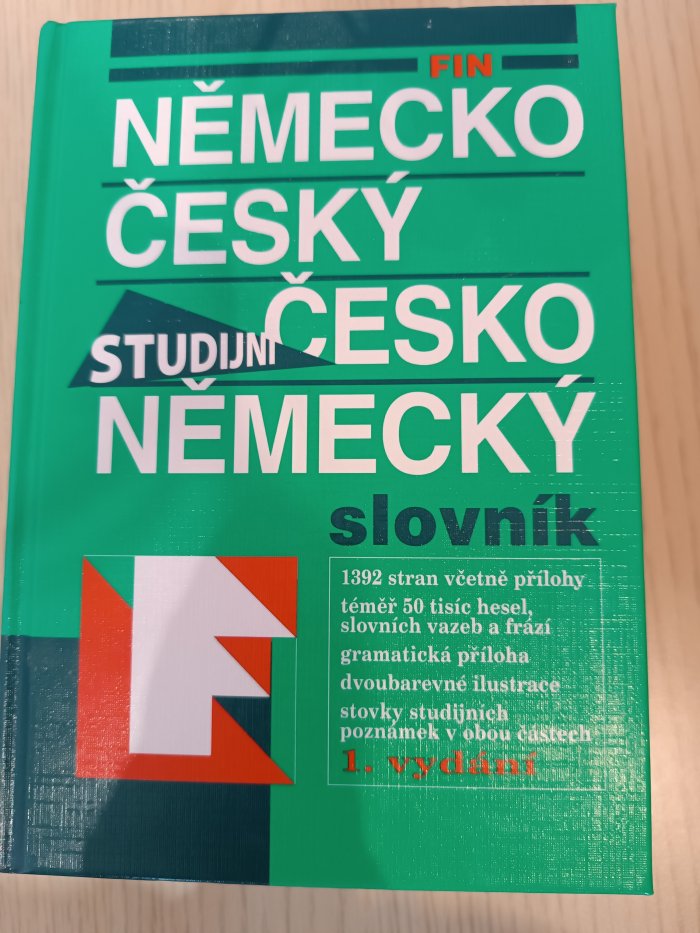 FIN
NĚMECKO
ČESKÝ
ČESKO
STUDIJNÍ
NĚMECKÝ
slovník
1392 stran včetně přílohy
téměř 50 tisíc hesel,
slovních vazeb a frází
gramatická příloha
dvoubarevné ilustrace
stovky studijních
poznámek v obou částech
1. vydání